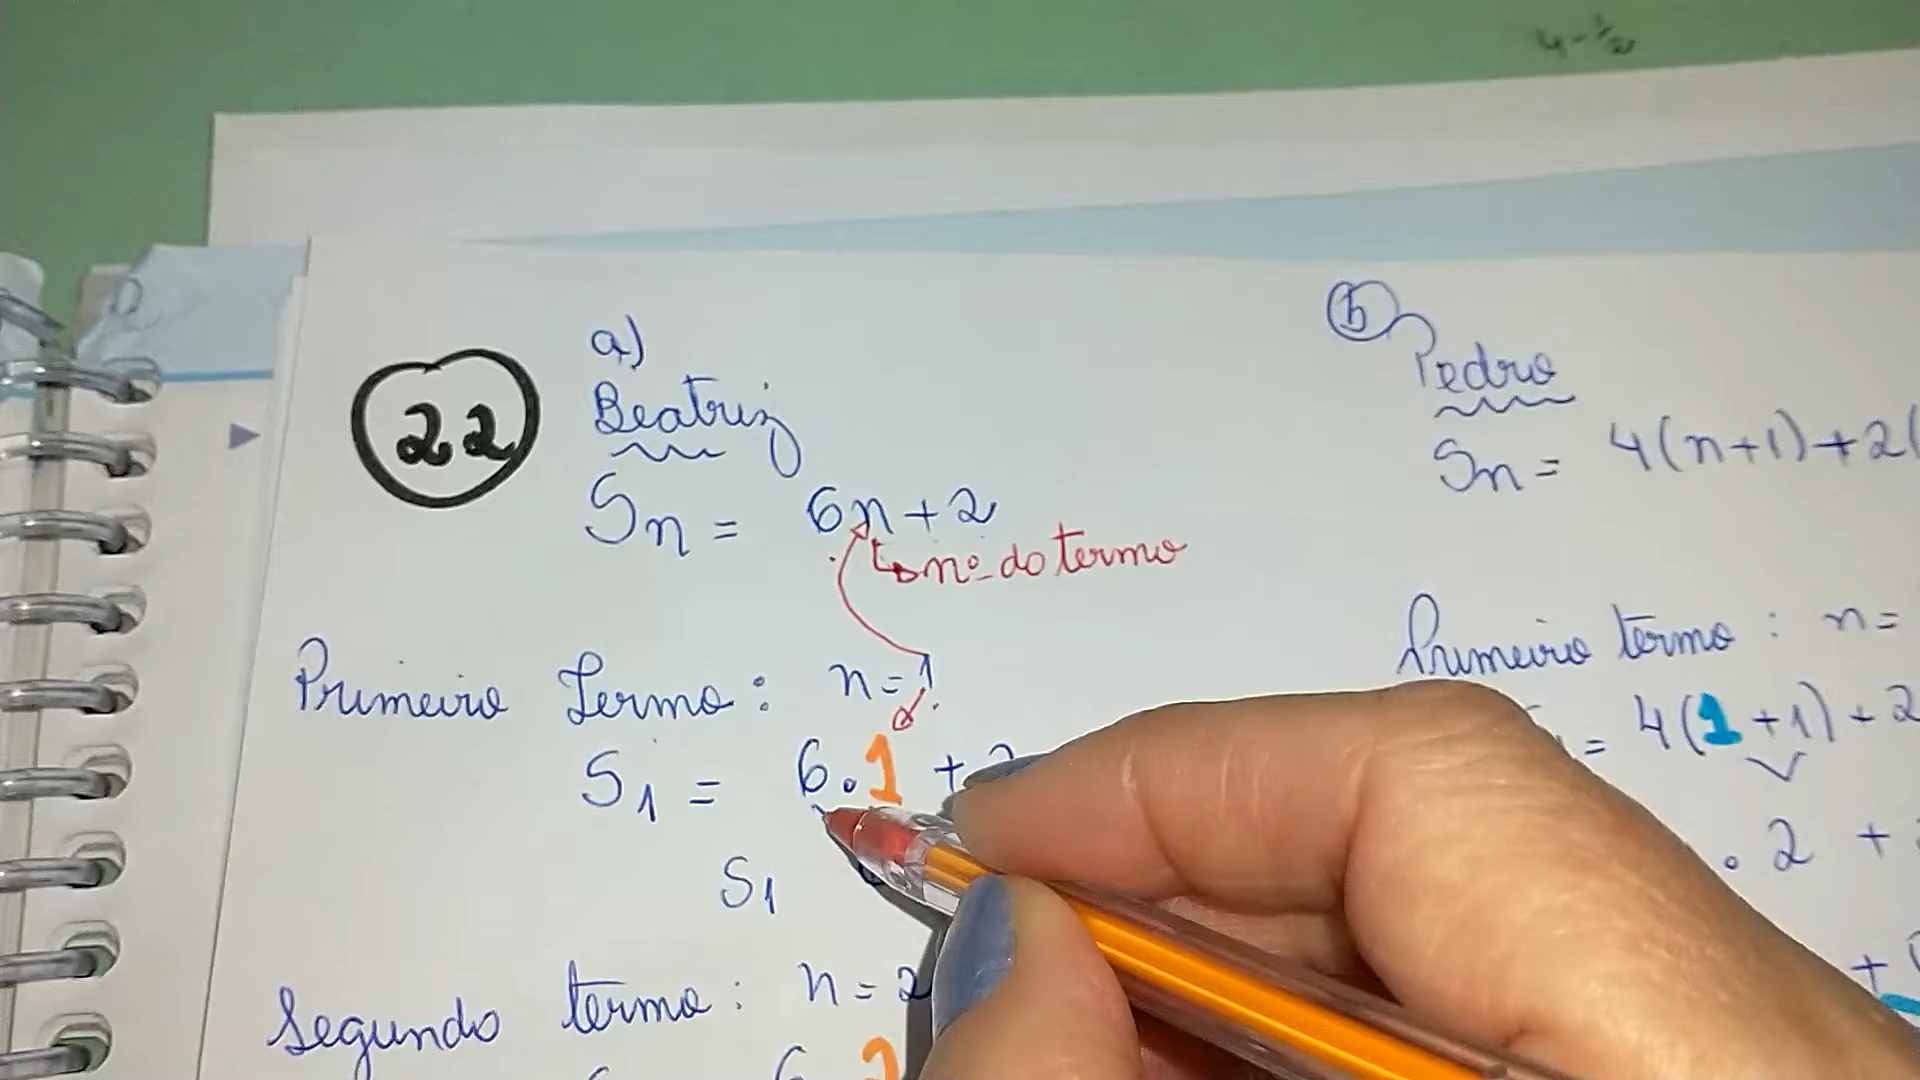 22
a)
Beatriz
Sn = 6n+2
nº do termo
Primeiro termo: n=1
S1 = 6.1 +
S1
Segundo termo: n=2
b
Pedro
Sn = 4(n+1)+2(
Primeiro termo: n=
= 4(1+1)+2
. 2 +
+